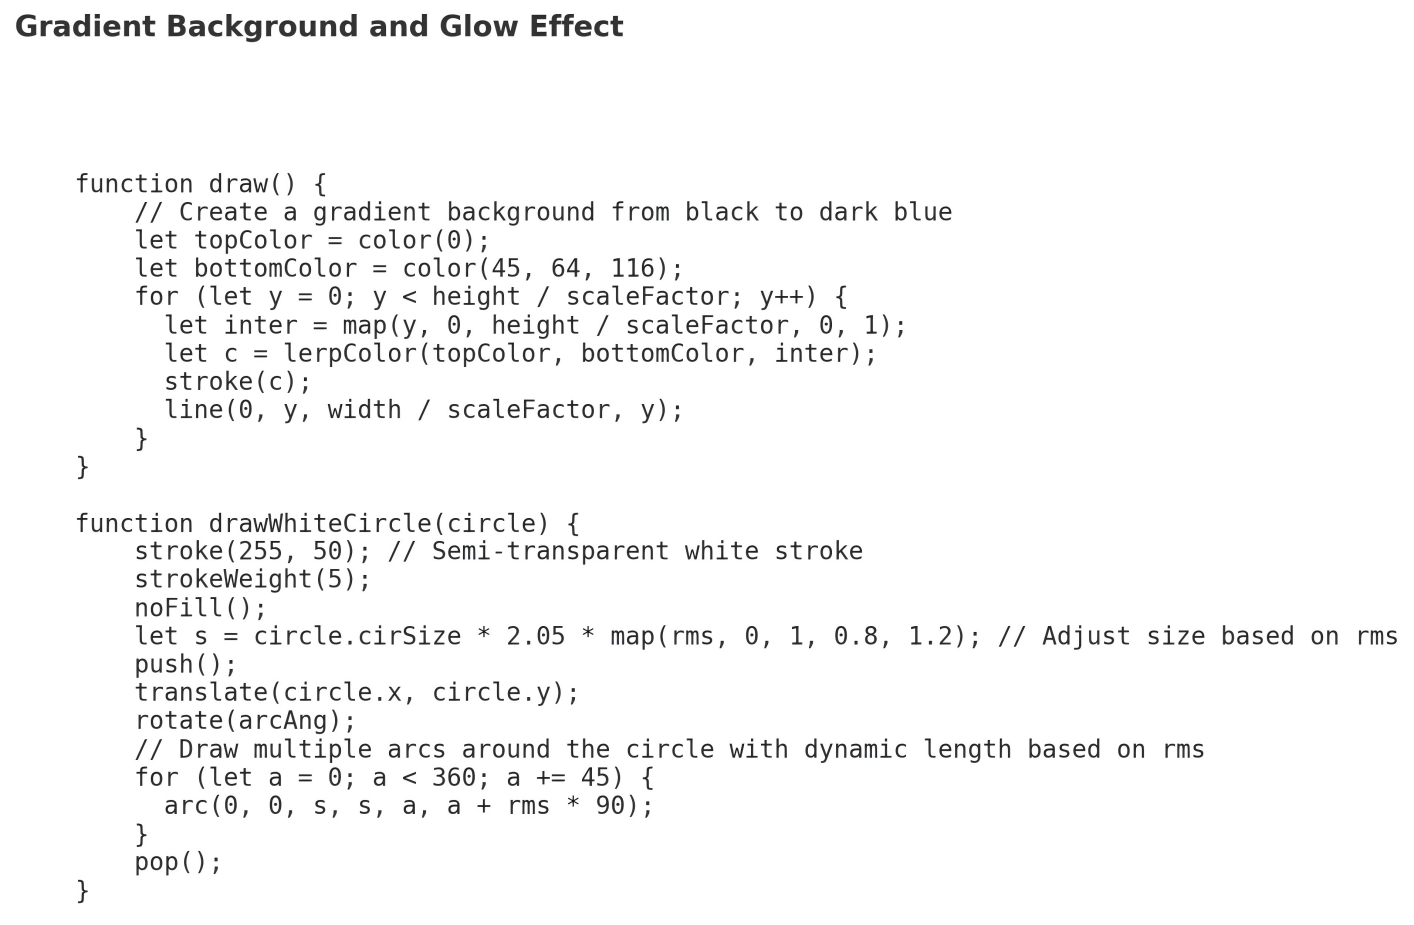 Gradient Background and Glow Effect
function draw() {
    // Create a gradient background from black to dark blue
    let topColor = color(0);
    let bottomColor = color(45, 64, 116);
    for (let y = 0; y < height / scaleFactor; y++) {
      let inter = map(y, 0, height / scaleFactor, 0, 1);
      let c = lerpColor(topColor, bottomColor, inter);
      stroke(c);
      line(0, y, width / scaleFactor, y);
    }
}
function drawWhiteCircle(circle) {
    stroke(255, 50); // Semi-transparent white stroke
    strokeWeight(5);
    noFill();
    let s = circle.cirSize * 2.05 * map(rms, 0, 1, 0.8, 1.2); // Adjust size based on rms
    push();
    translate(circle.x, circle.y);
    rotate(arcAng);
    // Draw multiple arcs around the circle with dynamic length based on rms
    for (let a = 0; a < 360; a += 45) {
      arc(0, 0, s, s, a, a + rms * 90);
    }
    pop();
}